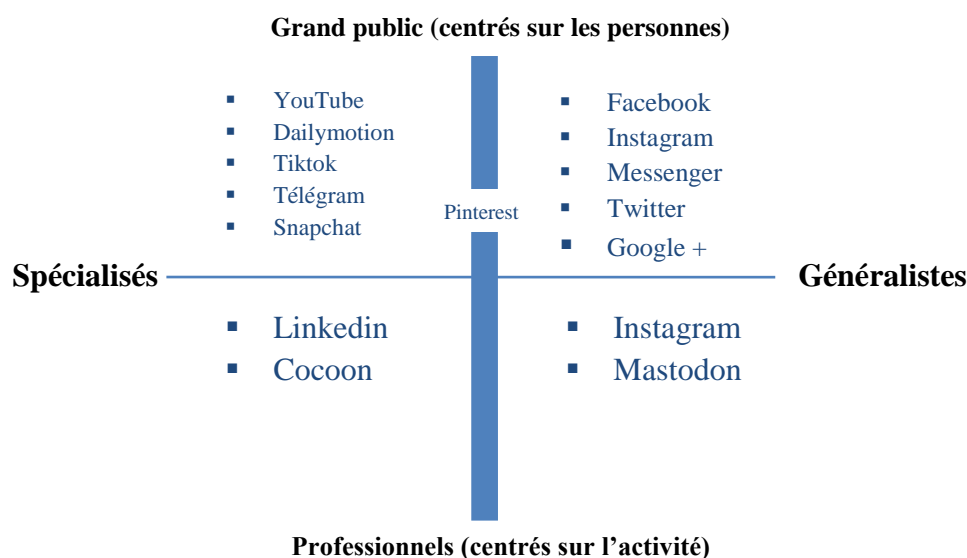 Grand public (centrés sur les personnes)
▪ YouTube
▪ Dailymotion
▪ Tiktok
▪ Télégram
▪ Snapchat
Pinterest
▪ Facebook
▪ Instagram
▪ Messenger
▪ Twitter
▪ Google +
Spécialisés
Généralistes
▪ Linkedin
▪ Cocoon
▪ Instagram
▪ Mastodon
Professionnels (centrés sur l’activité)